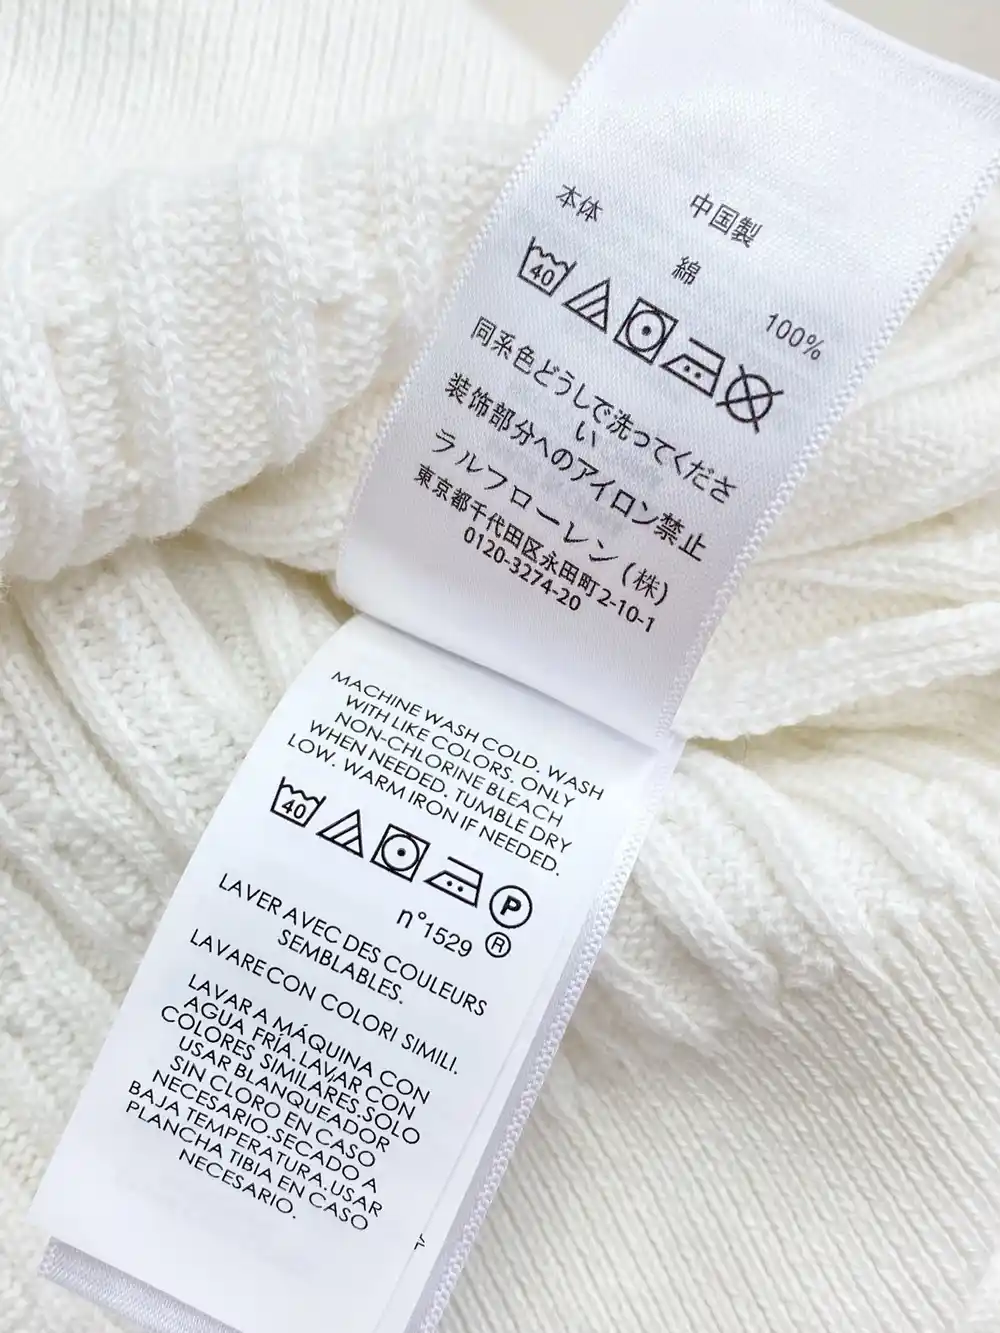 中国製
本体
綿
100%
40
同系色どうしで洗ってくださ
い
装飾部分へのアイロン禁止
ラルフローレン(株)
東京都千代田区永田町2-10-1
0120-3274-20
MACHINE WASH COLD. WASH
WITH LIKE COLORS. ONLY
NON-CHLORINE BLEACH
WHEN NEEDED. TUMBLE DRY
LOW. WARM IRON IF NEEDED.
40
P
n°1529 ®
LAVER AVEC DES COULEURS
SEMBLABLES.
LAVARE CON COLORI SIMILI.
LAVAR A MÁQUINA CON
AGUA FRÍA. LAVAR CON
COLORES SIMILARES.SOLO
USAR BLANQUEADOR
SIN CLORO EN CASO
NECESARIO.SECADO A
BAJA TEMPERATURA.USAR
PLANCHA TIBIA EN CASO
NECESARIO.